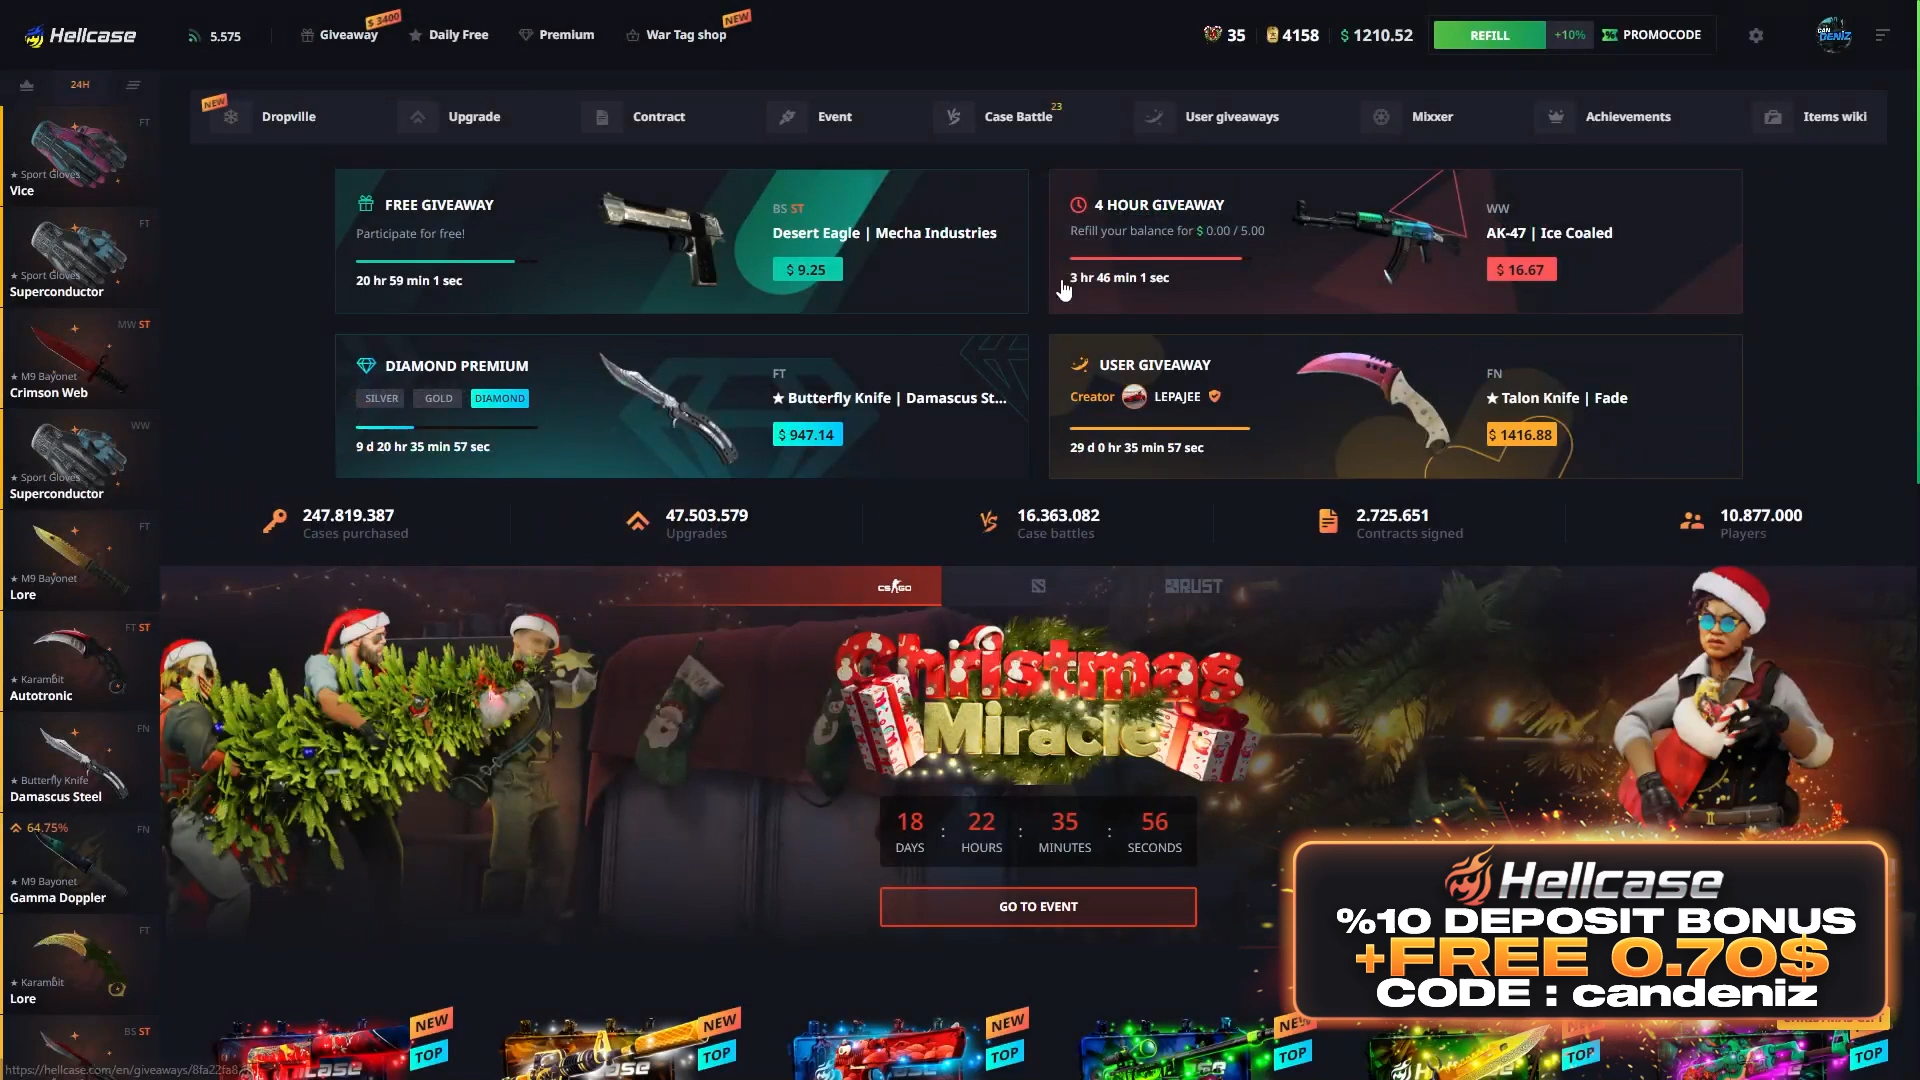 Hellcase
5.575
Giveaway
$ 3400
Daily Free
Premium
War Tag shop
NEW
35
4158
$ 1210.52
REFILL
+10%
PROMOCODE
CAN
DENIZ
24H
NEW
Dropville
Upgrade
Contract
Event
Case Battle
23
User giveaways
Mixxer
Achievements
Items wiki
FT
★ Sport Gloves
Vice
FT
★ Sport Gloves
Superconductor
MW ST
★ M9 Bayonet
Crimson Web
WW
★ Sport Gloves
Superconductor
FT
★ M9 Bayonet
Lore
FT ST
★ Karambit
Autotronic
FN
★ Butterfly Knife
Damascus Steel
64.75%
FN
★ M9 Bayonet
Gamma Doppler
FT
★ Karambit
Lore
BS ST
FREE GIVEAWAY
Participate for free!
20 hr 59 min 1 sec
BS ST
Desert Eagle | Mecha Industries
$ 9.25
4 HOUR GIVEAWAY
Refill your balance for $ 0.00 / 5.00
3 hr 46 min 1 sec
WW
AK-47 | Ice Coaled
$ 16.67
DIAMOND PREMIUM
SILVER
GOLD
DIAMOND
9 d 20 hr 35 min 57 sec
FT
★ Butterfly Knife | Damascus St...
$ 947.14
USER GIVEAWAY
Creator
LEPAJEE
29 d 0 hr 35 min 57 sec
FN
★ Talon Knife | Fade
$ 1416.88
247.819.387
Cases purchased
47.503.579
Upgrades
16.363.082
Case battles
2.725.651
Contracts signed
10.877.000
Players
CS:GO
RUST
Christmas
Miracle
18 : 22 : 35 : 56
DAYS HOURS MINUTES SECONDS
GO TO EVENT
Hellcase
%10 DEPOSIT BONUS
+FREE 0.70$
CODE : candeniz
NEW
TOP
NEW
TOP
NEW
TOP
NEW
TOP
TOP
TOP
https://hellcase.com/en/giveaways/8fa22fa8